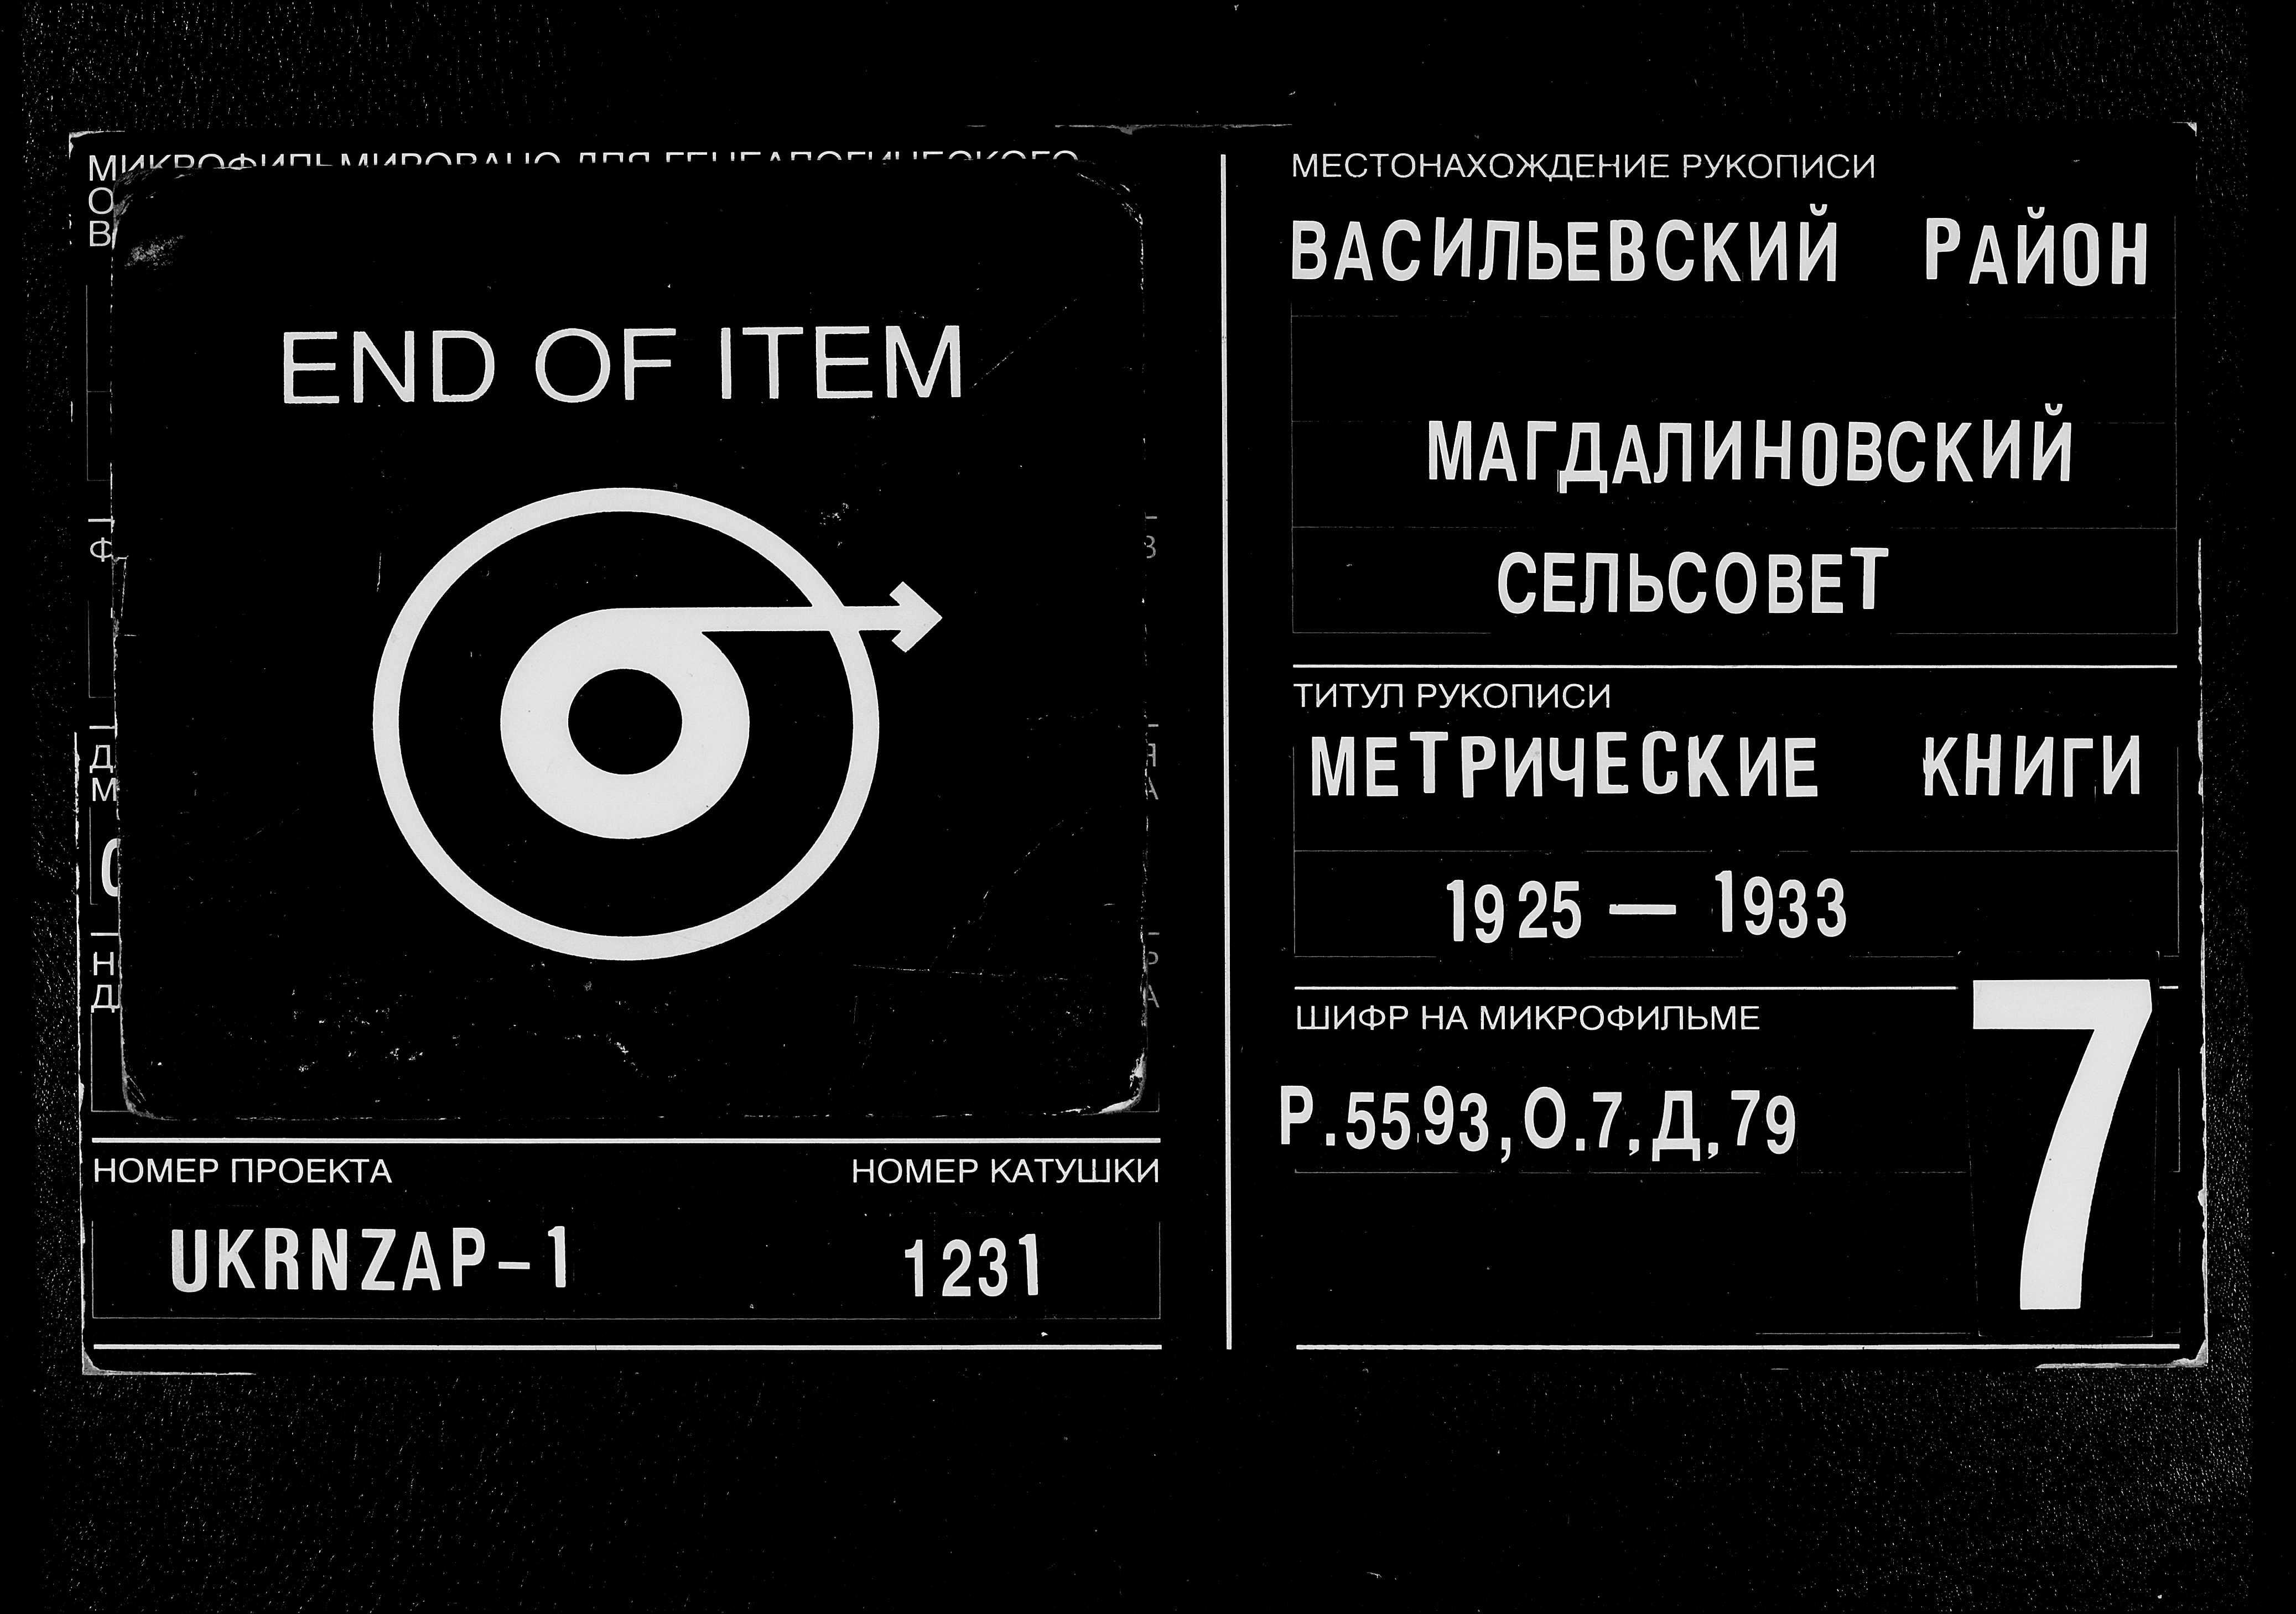 END OF ITEM
НОМЕР ПРОЕКТА НОМЕР КАТУШКИ
UKRNZAP-1 1231
МЕСТОНАХОЖДЕНИЕ РУКОПИСИ
ВАСИЛЬЕВСКИЙ РАЙОН
МАГДАЛИНОВСКИЙ
СЕЛЬСОВЕТ
ТИТУЛ РУКОПИСИ
МЕТРИЧЕСКИЕ КНИГИ
1925 — 1933
ШИФР НА МИКРОФИЛЬМЕ
Р.5593,О.7,Д,79
7